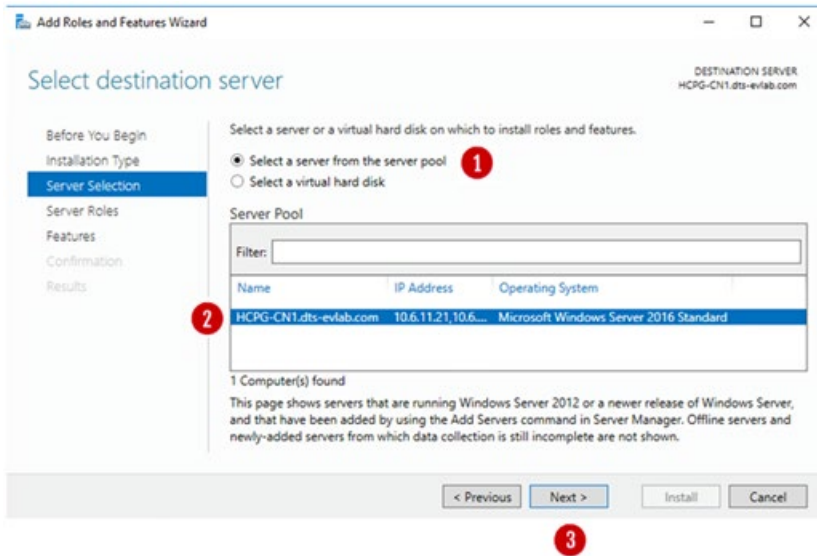 Add Roles and Features Wizard
Select destination server
DESTINATION SERVER
HCPG-CN1.dts-evlab.com
Before You Begin
Installation Type
Server Selection
Server Roles
Features
Confirmation
Results
Select a server or a virtual hard disk on which to install roles and features.
Select a server from the server pool
1
Select a virtual hard disk
Server Pool
Filter:
Name IP Address Operating System
2
HCPG-CN1.dts-evlab.com 10.6.11.21,10.6.... Microsoft Windows Server 2016 Standard
1 Computer(s) found
This page shows servers that are running Windows Server 2012 or a newer release of Windows Server,
and that have been added by using the Add Servers command in Server Manager. Offline servers and
newly-added servers from which data collection is still incomplete are not shown.
< Previous Next > Install Cancel
3